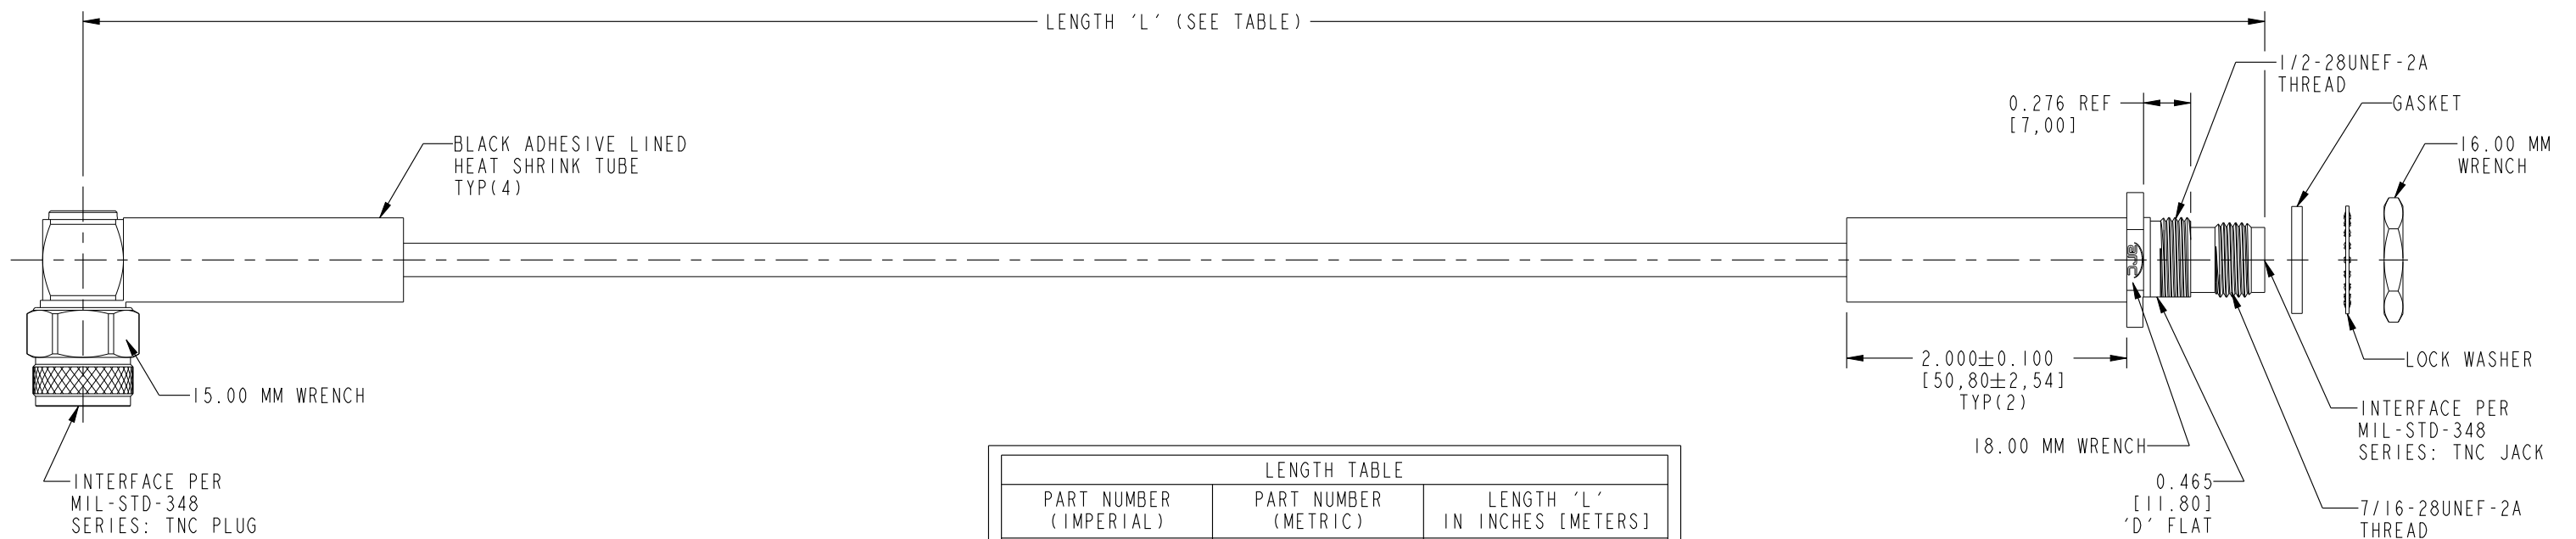 LENGTH 'L' (SEE TABLE)
1/2-28UNEF-2A
THREAD
0.276 REF
[7,00]
GASKET
BLACK ADHESIVE LINED
HEAT SHRINK TUBE
TYP(4)
16.00 MM
WRENCH
2.000±0.100
[50,80±2,54]
TYP(2)
LOCK WASHER
15.00 MM WRENCH
INTERFACE PER
MIL-STD-348
SERIES: TNC JACK
18.00 MM WRENCH
INTERFACE PER
MIL-STD-348
SERIES: TNC PLUG
0.465
[11.80]
'D' FLAT
7/16-28UNEF-2A
THREAD
LENGTH TABLE
PART NUMBER
(IMPERIAL)
PART NUMBER
(METRIC)
LENGTH 'L'
IN INCHES [METERS]